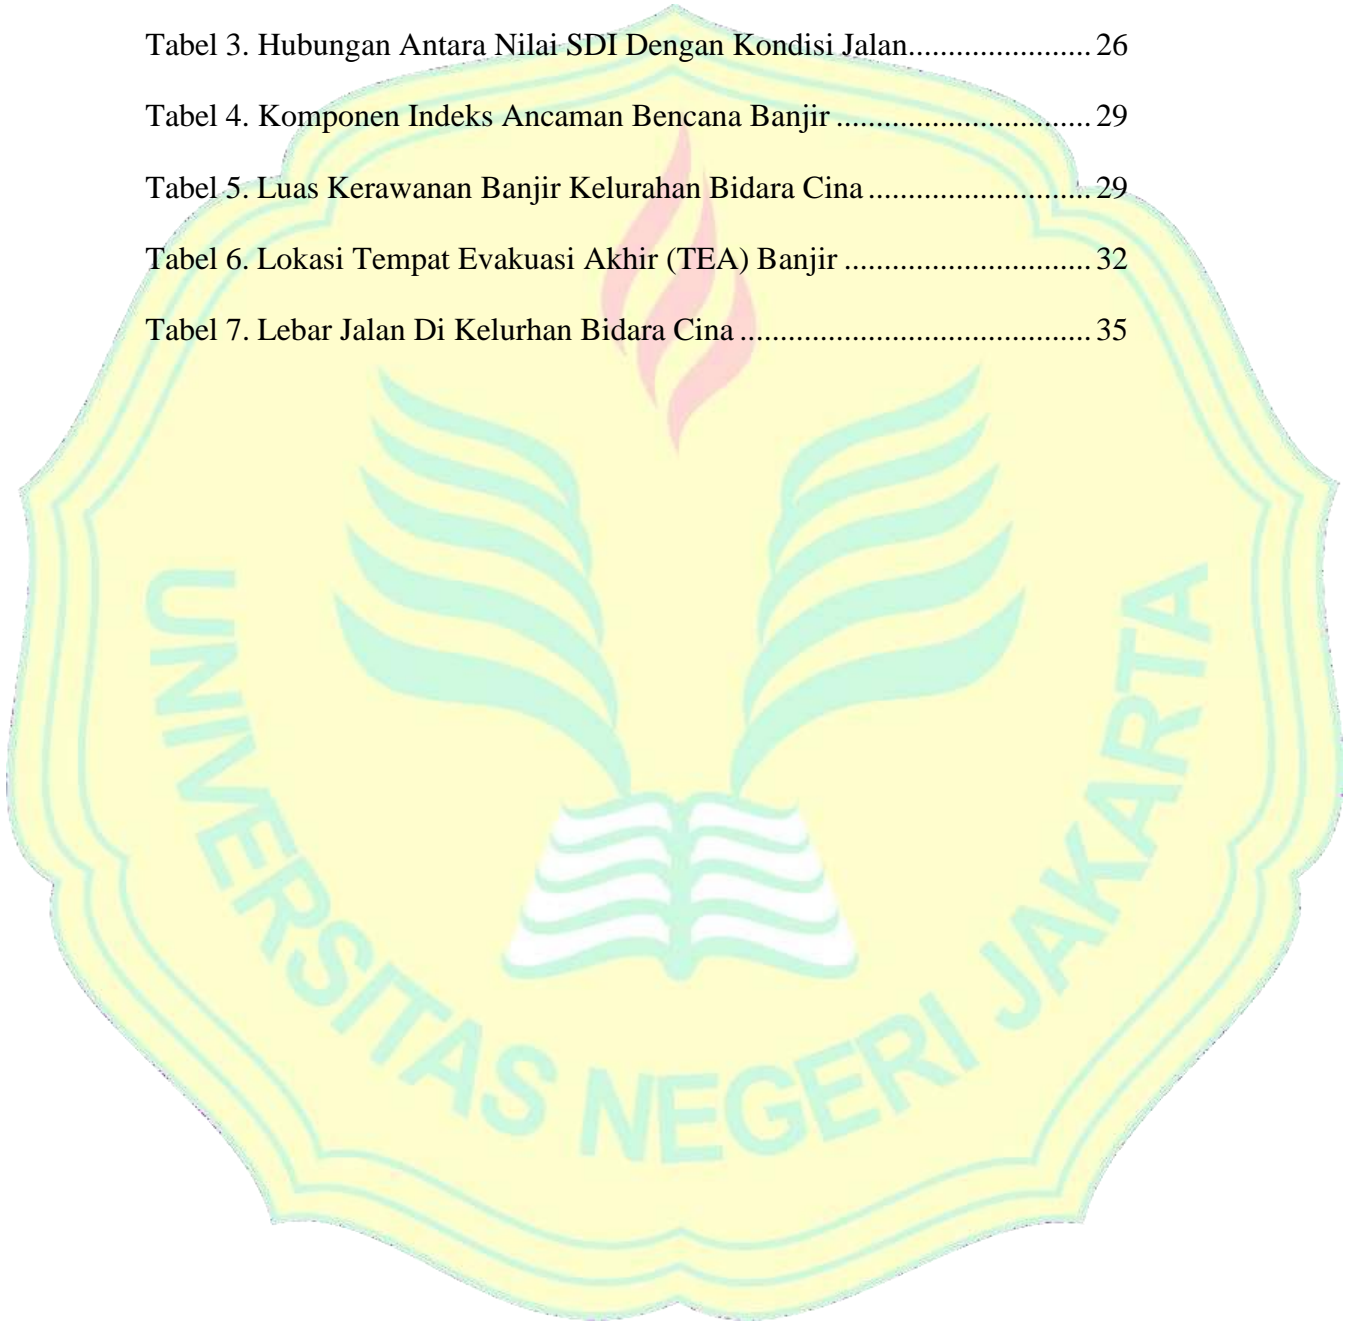 Tabel 3. Hubungan Antara Nilai SDI Dengan Kondisi Jalan....................... 26
Tabel 4. Komponen Indeks Ancaman Bencana Banjir ................................ 29
Tabel 5. Luas Kerawanan Banjir Kelurahan Bidara Cina ............................ 29
Tabel 6. Lokasi Tempat Evakuasi Akhir (TEA) Banjir ............................... 32
Tabel 7. Lebar Jalan Di Kelurhan Bidara Cina ............................................ 35
UNIVERSITAS NEGERI JAKARTA